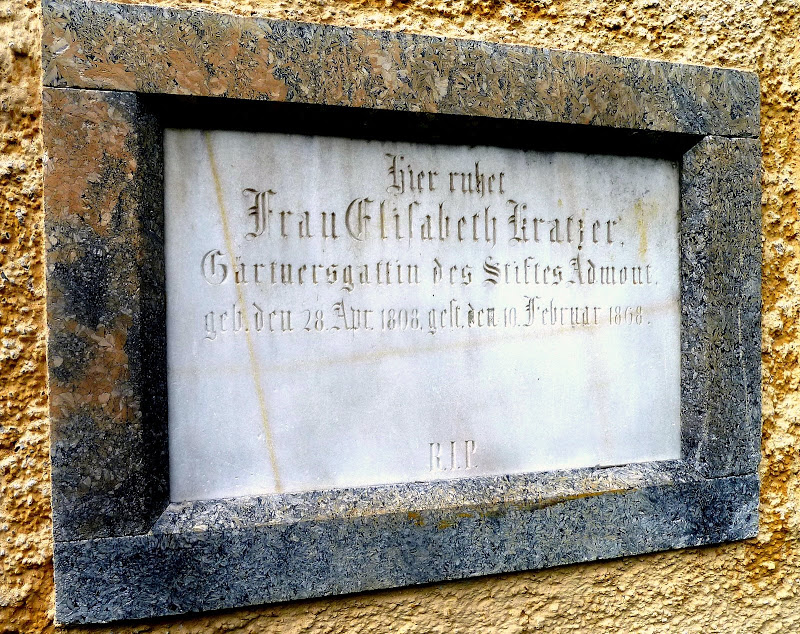 Hier ruhet
Frau Elisabeth Kratzer,
Gärtnersgattin des Stiftes Admont,
geb. den 28. Apr. 1808, gest. den 10. Februar 1868.
R.I.P.